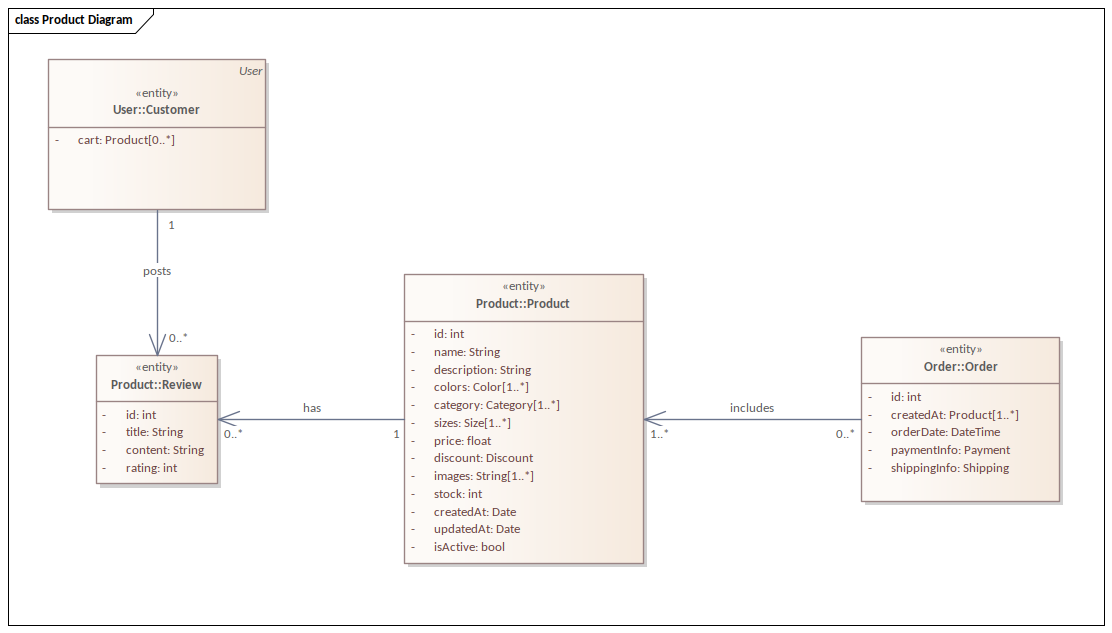 class Product Diagram
User
«entity»
User::Customer
- cart: Product[0..*]
1
posts
0..*
«entity»
Product::Review
- id: int
- title: String
- content: String
- rating: int
has
0..*
1
«entity»
Product::Product
- id: int
- name: String
- description: String
- colors: Color[1..*]
- category: Category[1..*]
- sizes: Size[1..*]
- price: float
- discount: Discount
- images: String[1..*]
- stock: int
- createdAt: Date
- updatedAt: Date
- isActive: bool
includes
1..*
0..*
«entity»
Order::Order
- id: int
- createdAt: Product[1..*]
- orderDate: DateTime
- paymentInfo: Payment
- shippingInfo: Shipping